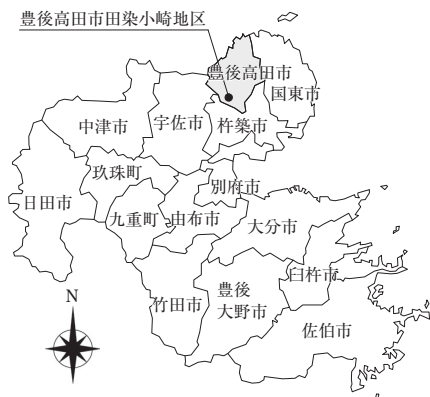 豊後高田市田染小崎地区
豊後高田市
国東市
中津市
宇佐市
杵築市
玖珠町
日田市
別府市
九重町
由布市
大分市
臼杵市
竹田市
豊後
大野市
佐伯市
N